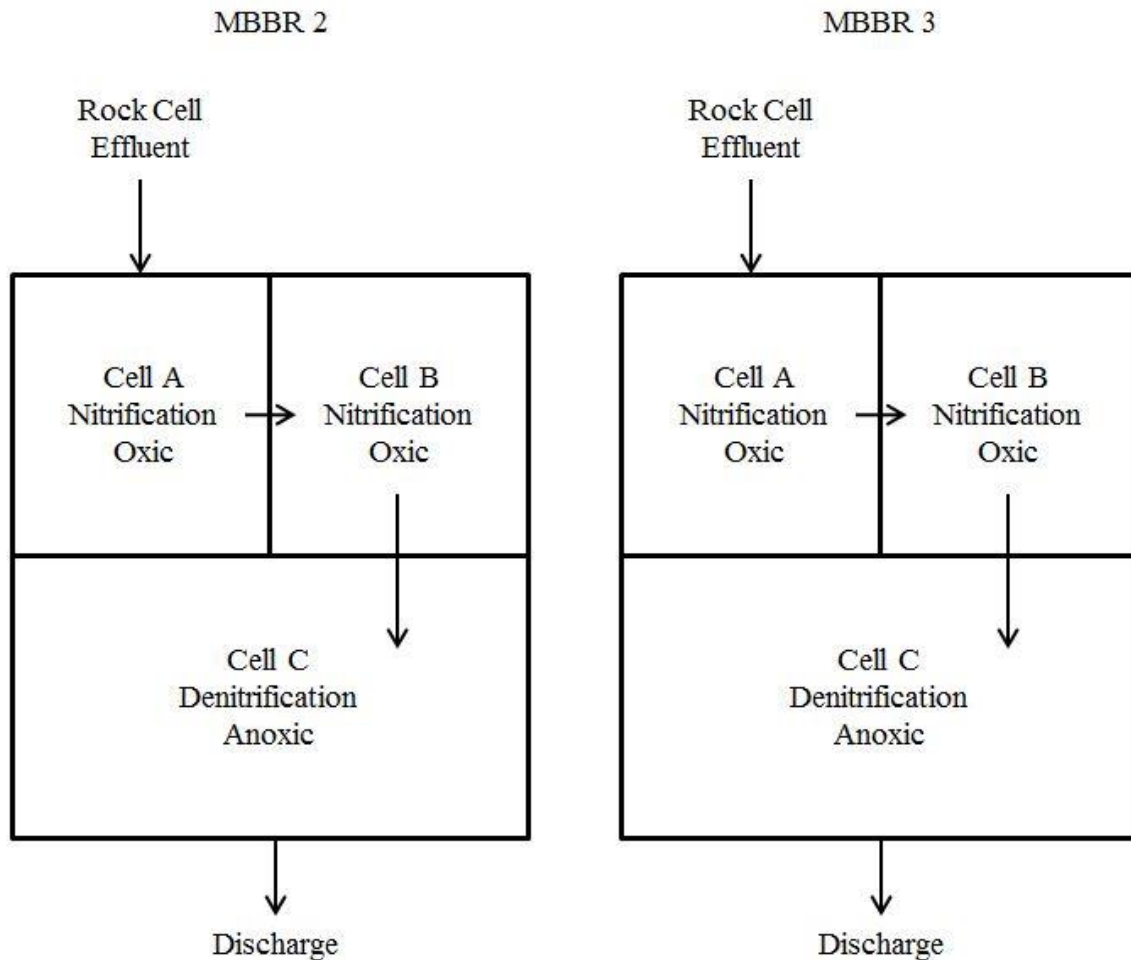 MBBR 2
Rock Cell
Effluent
Cell A
Nitrification
Oxic
Cell B
Nitrification
Oxic
Cell C
Denitrification
Anoxic
Discharge
MBBR 3
Rock Cell
Effluent
Cell A
Nitrification
Oxic
Cell B
Nitrification
Oxic
Cell C
Denitrification
Anoxic
Discharge